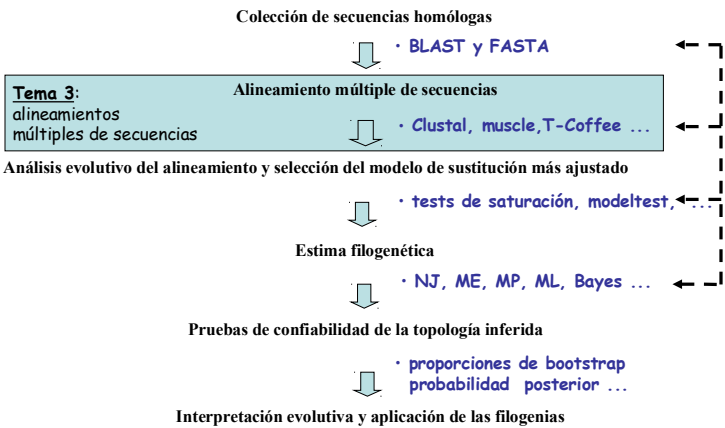 Colección de secuencias homólogas
· BLAST y FASTA
Tema 3:
alineamientos
múltiples de secuencias
Alineamiento múltiple de secuencias
· Clustal, muscle,T-Coffee ...
Análisis evolutivo del alineamiento y selección del modelo de sustitución más ajustado
· tests de saturación, modeltest, ...
Estima filogenética
· NJ, ME, MP, ML, Bayes ...
Pruebas de confiabilidad de la topología inferida
· proporciones de bootstrap
probabilidad posterior ...
Interpretación evolutiva y aplicación de las filogenias